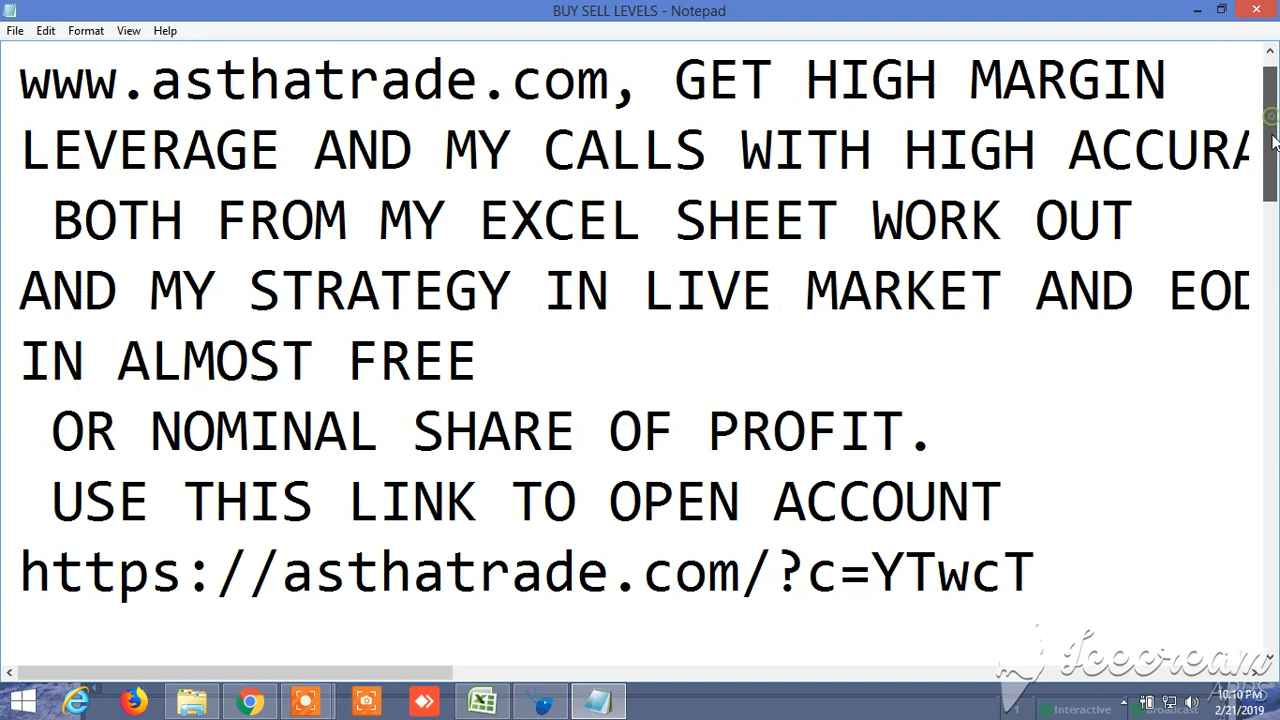 BUY SELL LEVELS - Notepad
File Edit Format View Help
www.asthatrade.com, GET HIGH MARGIN
LEVERAGE AND MY CALLS WITH HIGH ACCURA
BOTH FROM MY EXCEL SHEET WORK OUT
AND MY STRATEGY IN LIVE MARKET AND EOD
IN ALMOST FREE
OR NOMINAL SHARE OF PROFIT.
USE THIS LINK TO OPEN ACCOUNT
https://asthatrade.com/?c=YTwcT
Icecream
10:10 PM
Interactive
2/21/2019